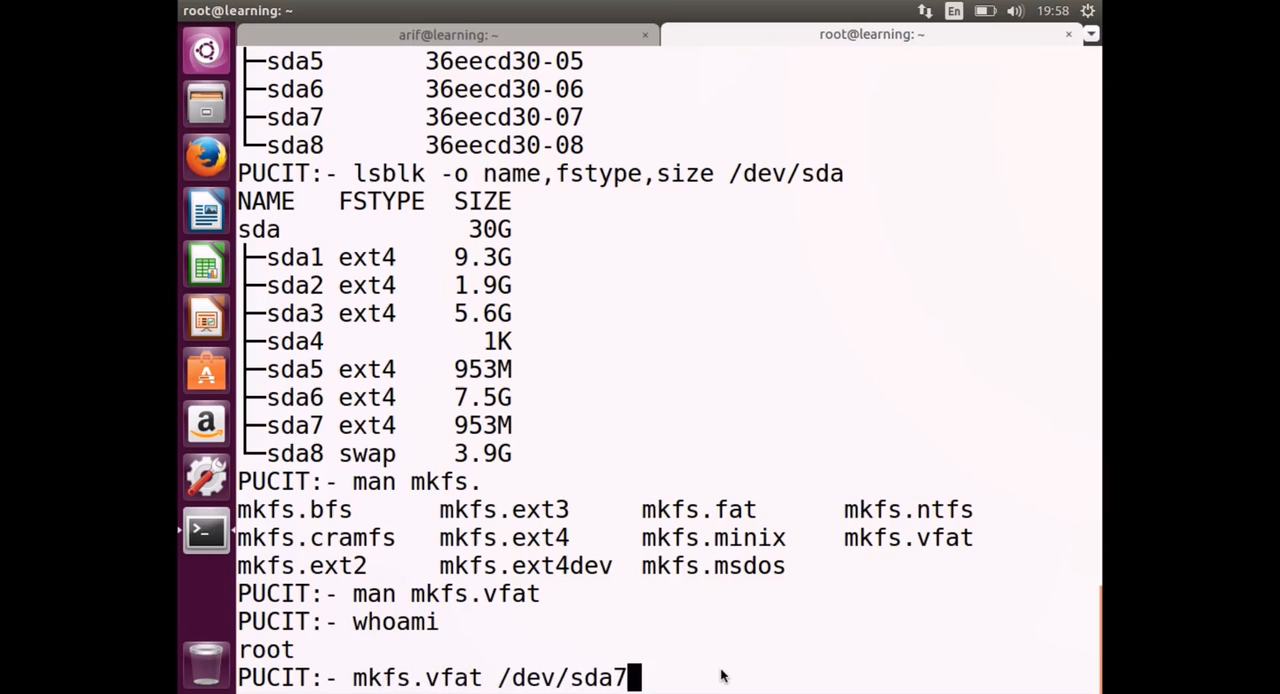 root@learning: ~
En 19:58
arif@learning: ~ × root@learning: ~ ×
├─sda5 36eecd30-05
├─sda6 36eecd30-06
├─sda7 36eecd30-07
└─sda8 36eecd30-08
PUCIT:- lsblk -o name,fstype,size /dev/sda
NAME FSTYPE SIZE
sda 30G
├─sda1 ext4 9.3G
├─sda2 ext4 1.9G
├─sda3 ext4 5.6G
├─sda4 1K
├─sda5 ext4 953M
├─sda6 ext4 7.5G
├─sda7 ext4 953M
└─sda8 swap 3.9G
PUCIT:- man mkfs.
mkfs.bfs mkfs.ext3 mkfs.fat mkfs.ntfs
mkfs.cramfs mkfs.ext4 mkfs.minix mkfs.vfat
mkfs.ext2 mkfs.ext4dev mkfs.msdos
PUCIT:- man mkfs.vfat
PUCIT:- whoami
root
PUCIT:- mkfs.vfat /dev/sda7